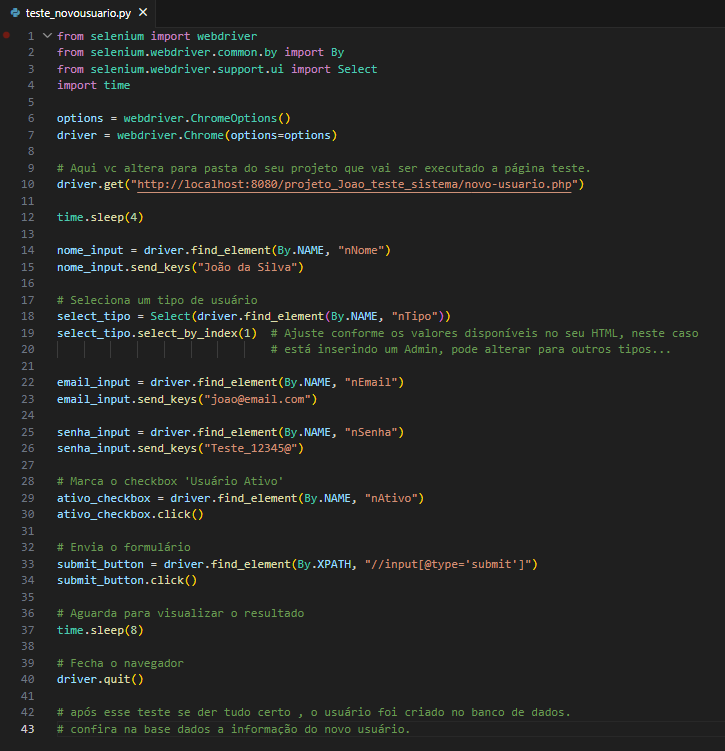 teste_novousuario.py
1 from selenium import webdriver
2 from selenium.webdriver.common.by import By
3 from selenium.webdriver.support.ui import Select
4 import time
5
6 options = webdriver.ChromeOptions()
7 driver = webdriver.Chrome(options=options)
8
9 # Aqui vc altera para pasta do seu projeto que vai ser executado a página teste.
10 driver.get("http://localhost:8080/projeto_Joao_teste_sistema/novo-usuario.php")
11
12 time.sleep(4)
13
14 nome_input = driver.find_element(By.NAME, "nNome")
15 nome_input.send_keys("João da Silva")
16
17 # Seleciona um tipo de usuário
18 select_tipo = Select(driver.find_element(By.NAME, "nTipo"))
19 select_tipo.select_by_index(1)  # Ajuste conforme os valores disponíveis no seu HTML, neste caso
20                                 # está inserindo um Admin, pode alterar para outros tipos...
21
22 email_input = driver.find_element(By.NAME, "nEmail")
23 email_input.send_keys("joao@email.com")
24
25 senha_input = driver.find_element(By.NAME, "nSenha")
26 senha_input.send_keys("Teste_12345@")
27
28 # Marca o checkbox 'Usuário Ativo'
29 ativo_checkbox = driver.find_element(By.NAME, "nAtivo")
30 ativo_checkbox.click()
31
32 # Envia o formulário
33 submit_button = driver.find_element(By.XPATH, "//input[@type='submit']")
34 submit_button.click()
35
36 # Aguarda para visualizar o resultado
37 time.sleep(8)
38
39 # Fecha o navegador
40 driver.quit()
41
42 # após esse teste se der tudo certo , o usuário foi criado no banco de dados.
43 # confira na base dados a informação do novo usuário.